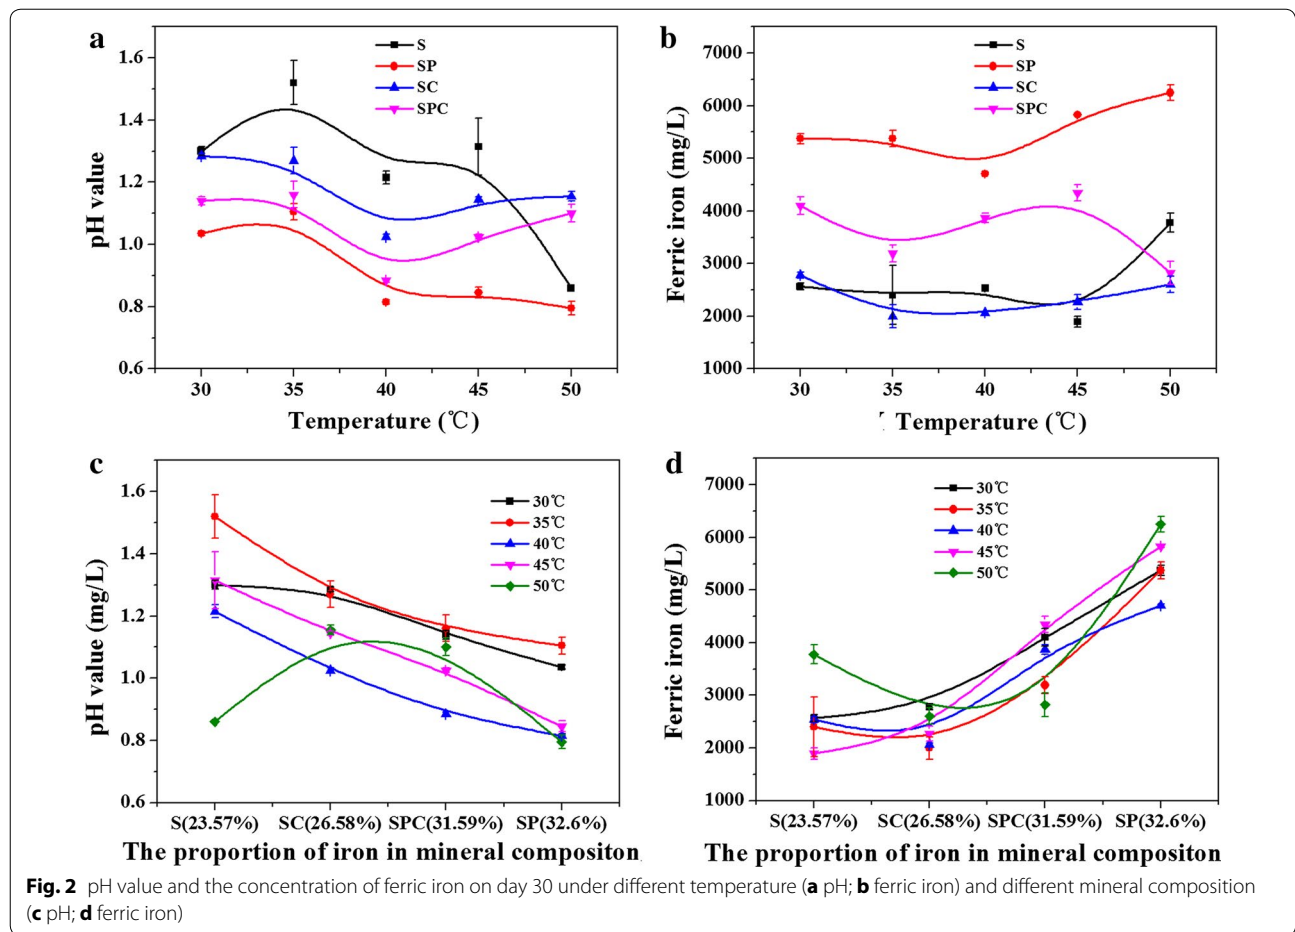 a
S
SP
SC
SPC
1.6
1.4
1.2
1.0
0.8
0.6
pH value
30 35 40 45 50
Temperature (℃)
b
S
SP
SC
SPC
7000
6000
5000
4000
3000
2000
1000
Ferric iron (mg/L)
30 35 40 45 50
Temperature (℃)
c
30℃
35℃
40℃
45℃
50℃
1.6
1.4
1.2
1.0
0.8
0.6
pH value (mg/L)
S(23.57%) SC(26.58%) SPC(31.59%) SP(32.6%)
The proportion of iron in mineral compositon
d
30℃
35℃
40℃
45℃
50℃
7000
6000
5000
4000
3000
2000
1000
Ferric iron (mg/L)
S(23.57%) SC(26.58%) SPC(31.59%) SP(32.6%)
The proportion of iron in mineral compositon
Fig. 2 pH value and the concentration of ferric iron on day 30 under different temperature (a pH; b ferric iron) and different mineral composition
(c pH; d ferric iron)